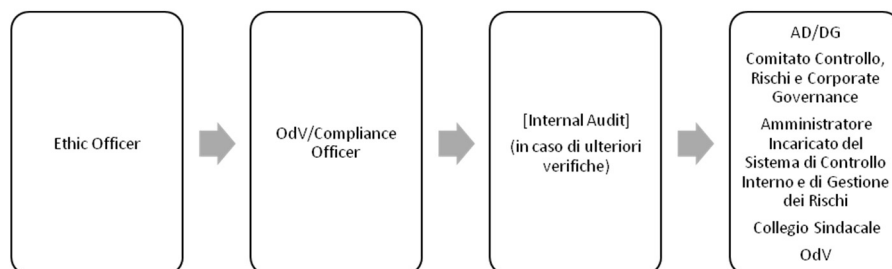 Ethic Officer
OdV/Compliance
Officer
[Internal Audit]
(in caso di ulteriori
verifiche)
AD/DG
Comitato Controllo,
Rischi e Corporate
Governance
Amministratore
Incaricato del
Sistema di Controllo
Interno e di Gestione
dei Rischi
Collegio Sindacale
OdV